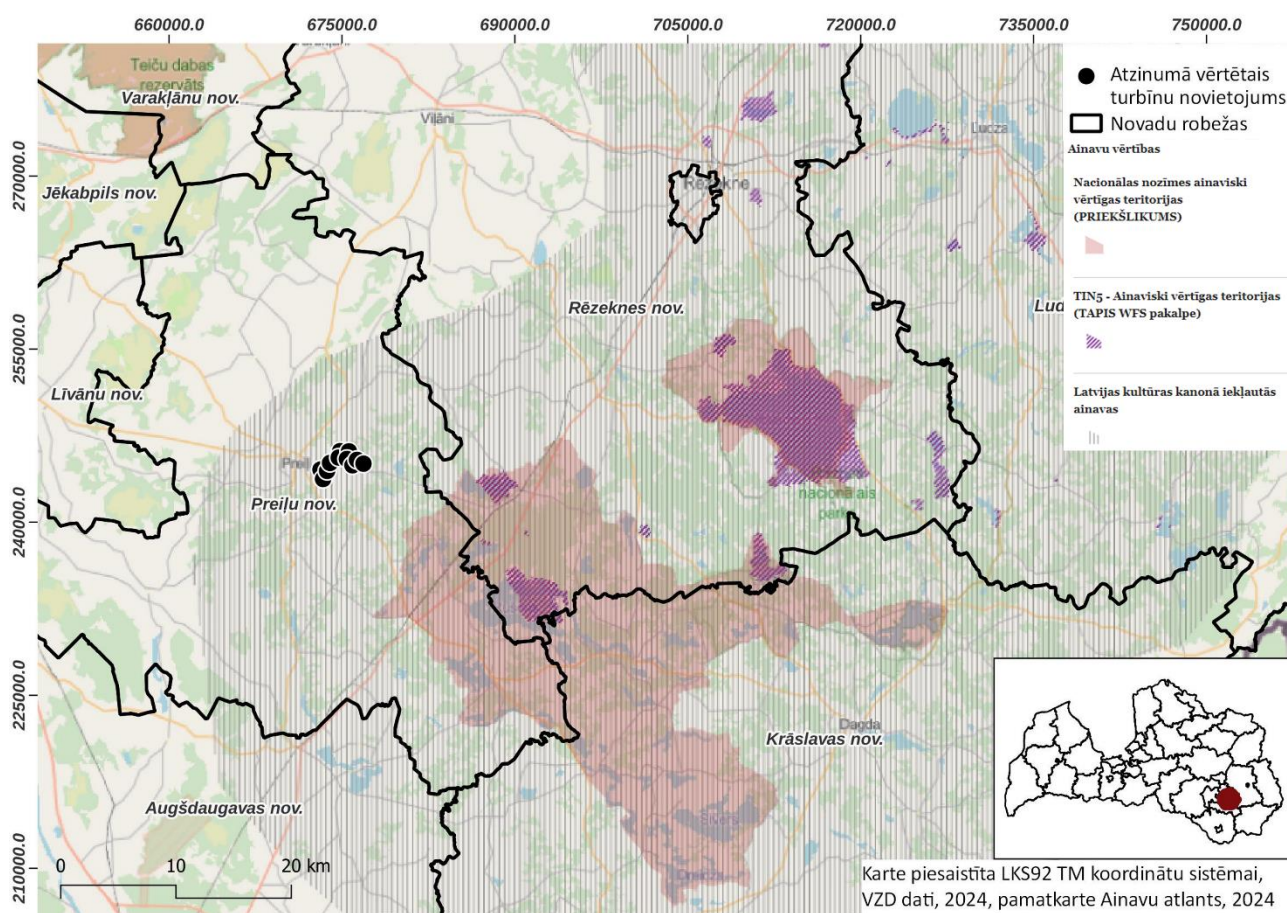 660000.0 675000.0 690000.0 705000.0 720000.0 735000.0 750000.0
Teiču dabas
rezervāts
Varakļānu nov.
Viļāni
Ludza
270000.0
Jēkabpils nov.
Rēzekne
Rēzeknes nov.
Lud
255000.0
Līvānu nov.
Preiļ
Preiļu nov.
nacionālais
park
240000.0
225000.0
Dagda
Krāslavas nov.
Augšdaugavas nov.
210000.0
0 10 20 km
Atzinumā vērtētais
turbīnu novietojums
Novadu robežas
Ainavu vērtības
Nacionālas nozīmes ainaviski
vērtīgas teritorijas
(PRIEKŠLIKUMS)
TIN5 - Ainaviski vērtīgas teritorijas
(TAPIS WFS pakalpe)
Latvijas kultūras kanonā iekļautās
ainavas
Karte piesaistīta LKS92 TM koordinātu sistēmai,
VZD dati, 2024, pamatkarte Ainavu atlants, 2024